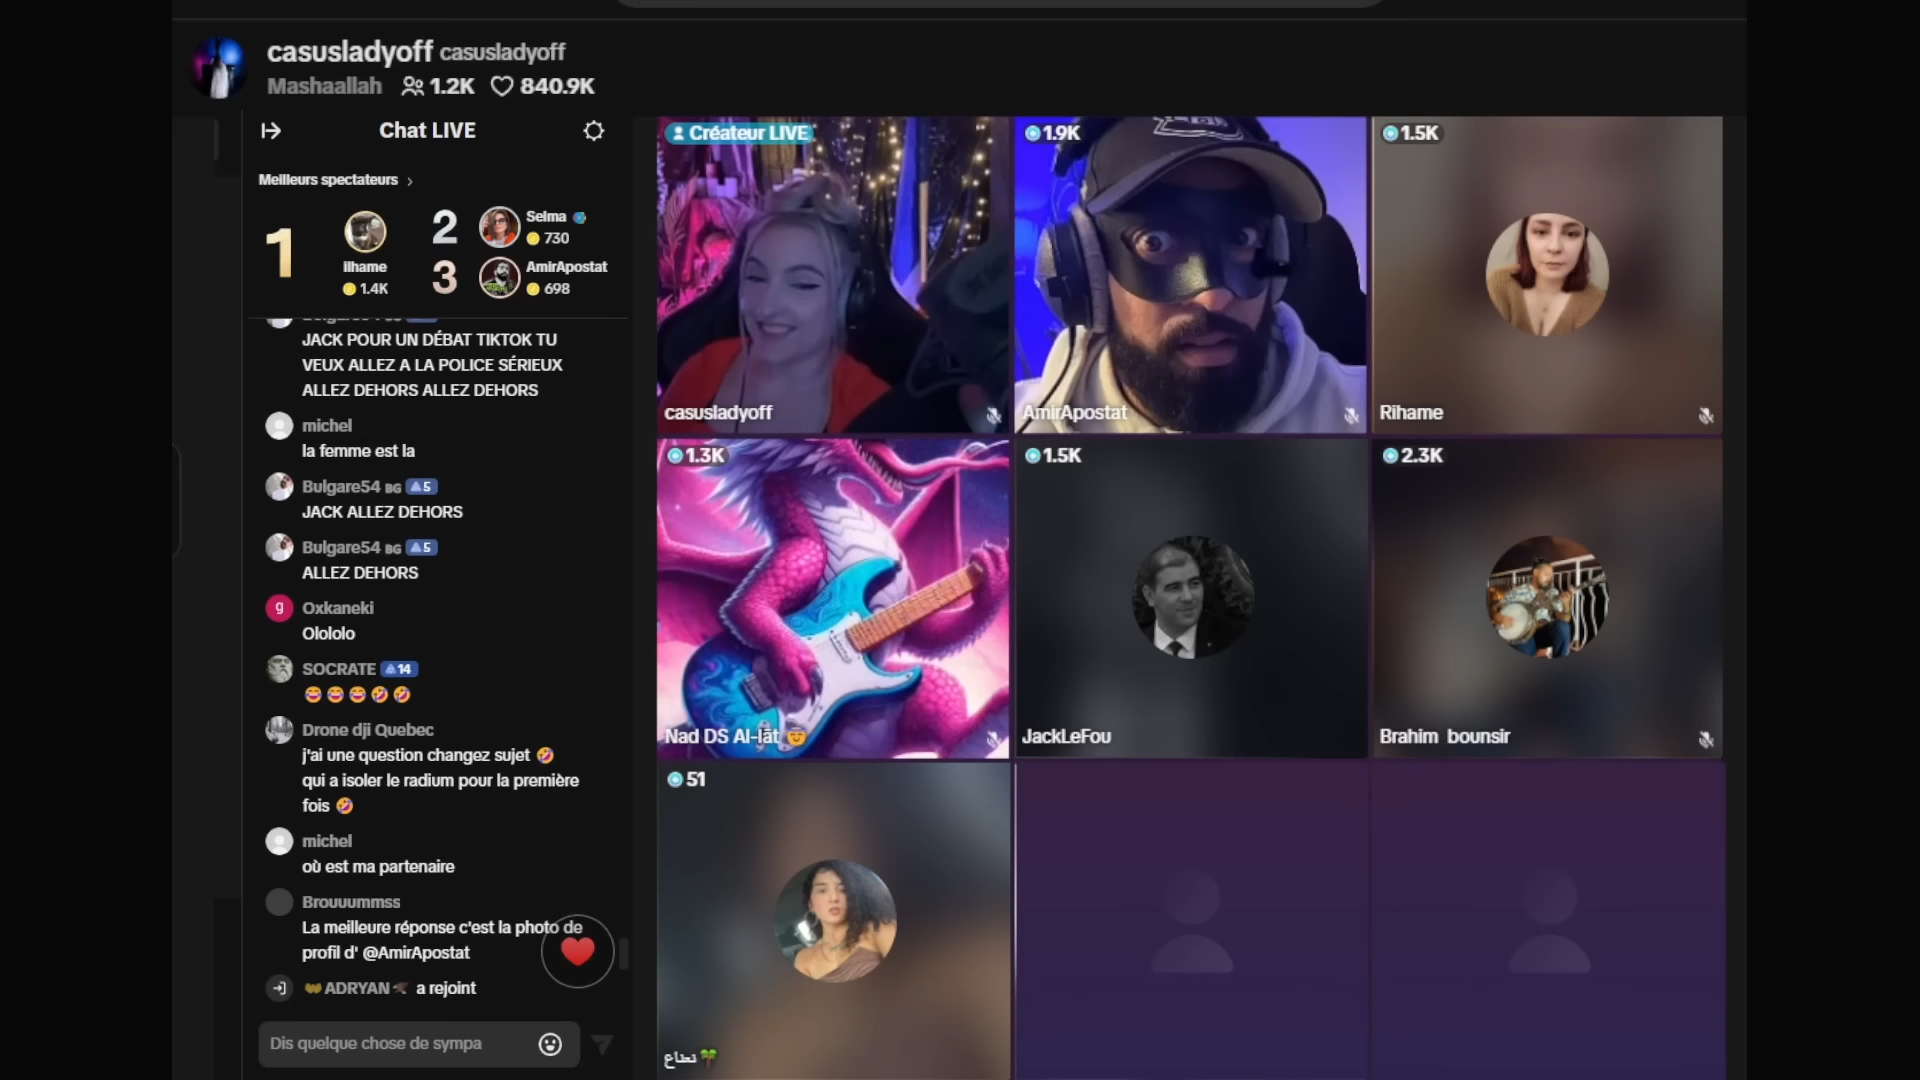 casusladyoff casusladyoff
Mashaallah 1.2K 840.9K
Chat LIVE
Meilleurs spectateurs
1
ilhame
1.4K
2
Selma
730
3
AmirApostat
698
JACK POUR UN DÉBAT TIKTOK TU
VEUX ALLEZ A LA POLICE SÉRIEUX
ALLEZ DEHORS ALLEZ DEHORS
michel
la femme est la
Bulgare54 BG 5
JACK ALLEZ DEHORS
Bulgare54 BG 5
ALLEZ DEHORS
g
Oxkaneki
Olololo
SOCRATE 14
😂😂😂🤣🤣
Drone dji Quebec
j'ai une question changez sujet 🤣
qui a isoler le radium pour la première
fois 🤣
michel
où est ma partenaire
Brouuummss
La meilleure réponse c'est la photo de
profil d' @AmirApostat
ADRYAN a rejoint
Dis quelque chose de sympa
Créateur LIVE
casusladyoff
1.9K
AmirApostat
1.5K
Rihame
1.3K
Nad DS Al-lāt
1.5K
JackLeFou
2.3K
Brahim bounsir
51
نعناع🌴